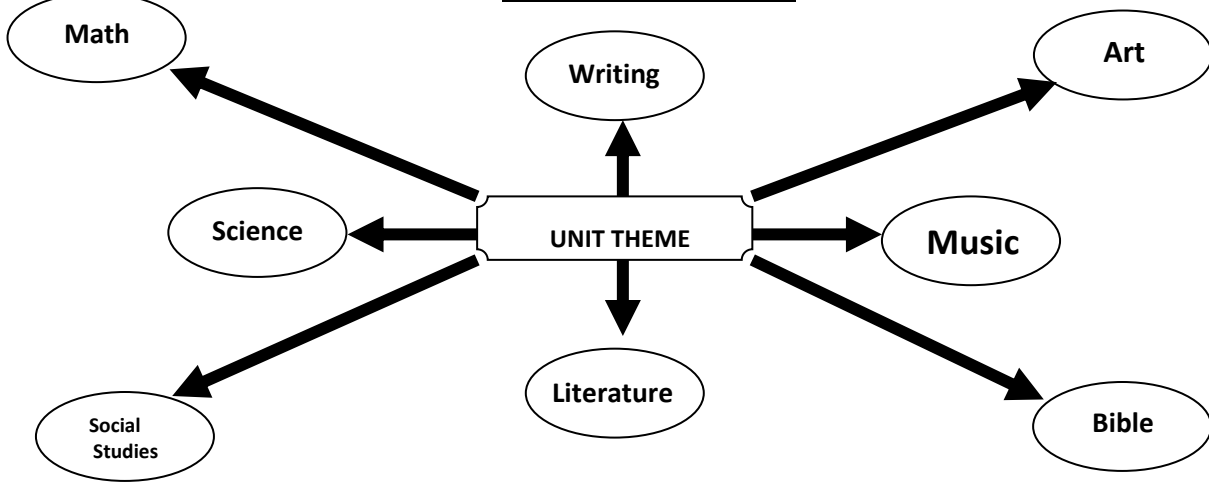 Math
Writing
Art
Science
UNIT THEME
Music
Social
Studies
Literature
Bible